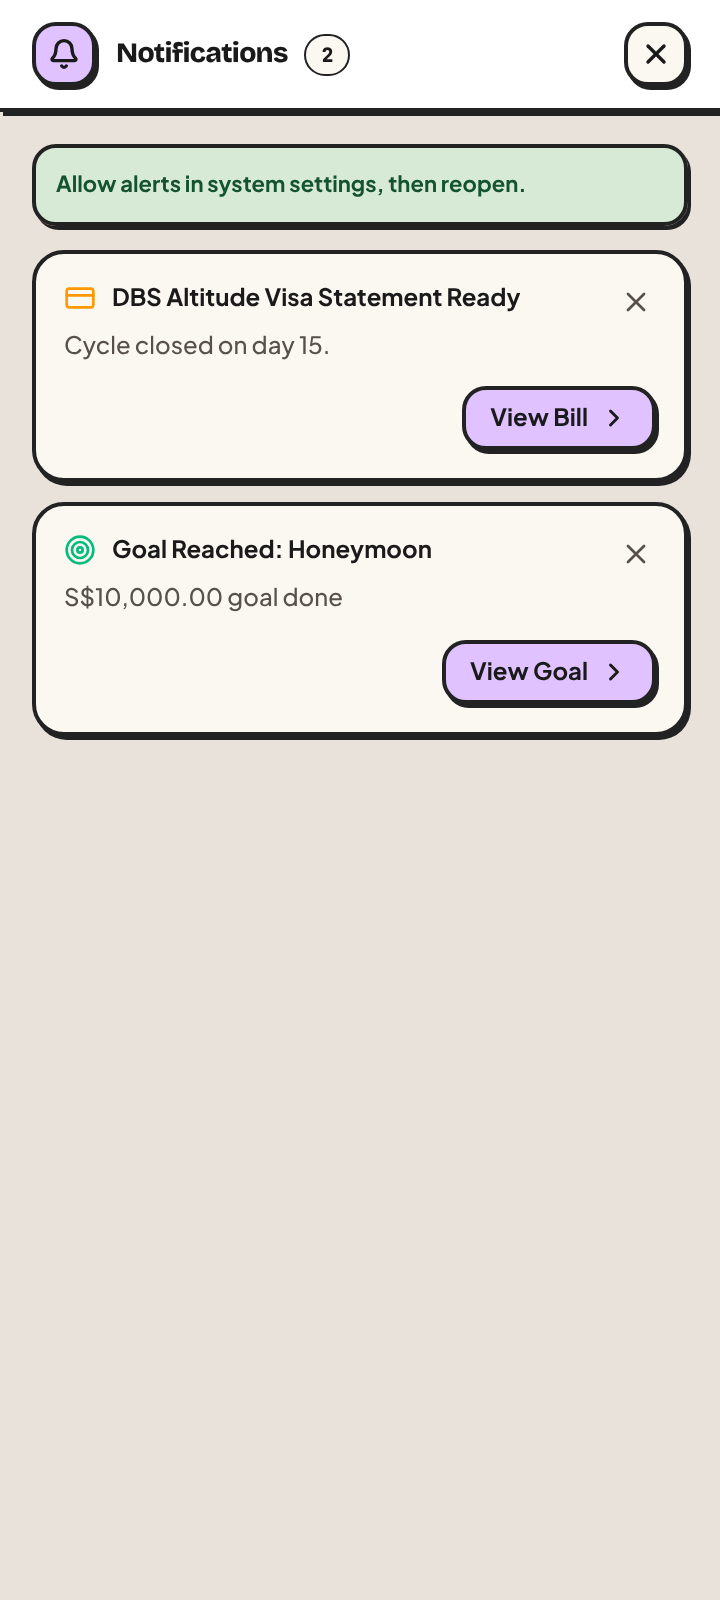 Notifications 2
Allow alerts in system settings, then reopen.
DBS Altitude Visa Statement Ready
Cycle closed on day 15.
View Bill
Goal Reached: Honeymoon
S$10,000.00 goal done
View Goal